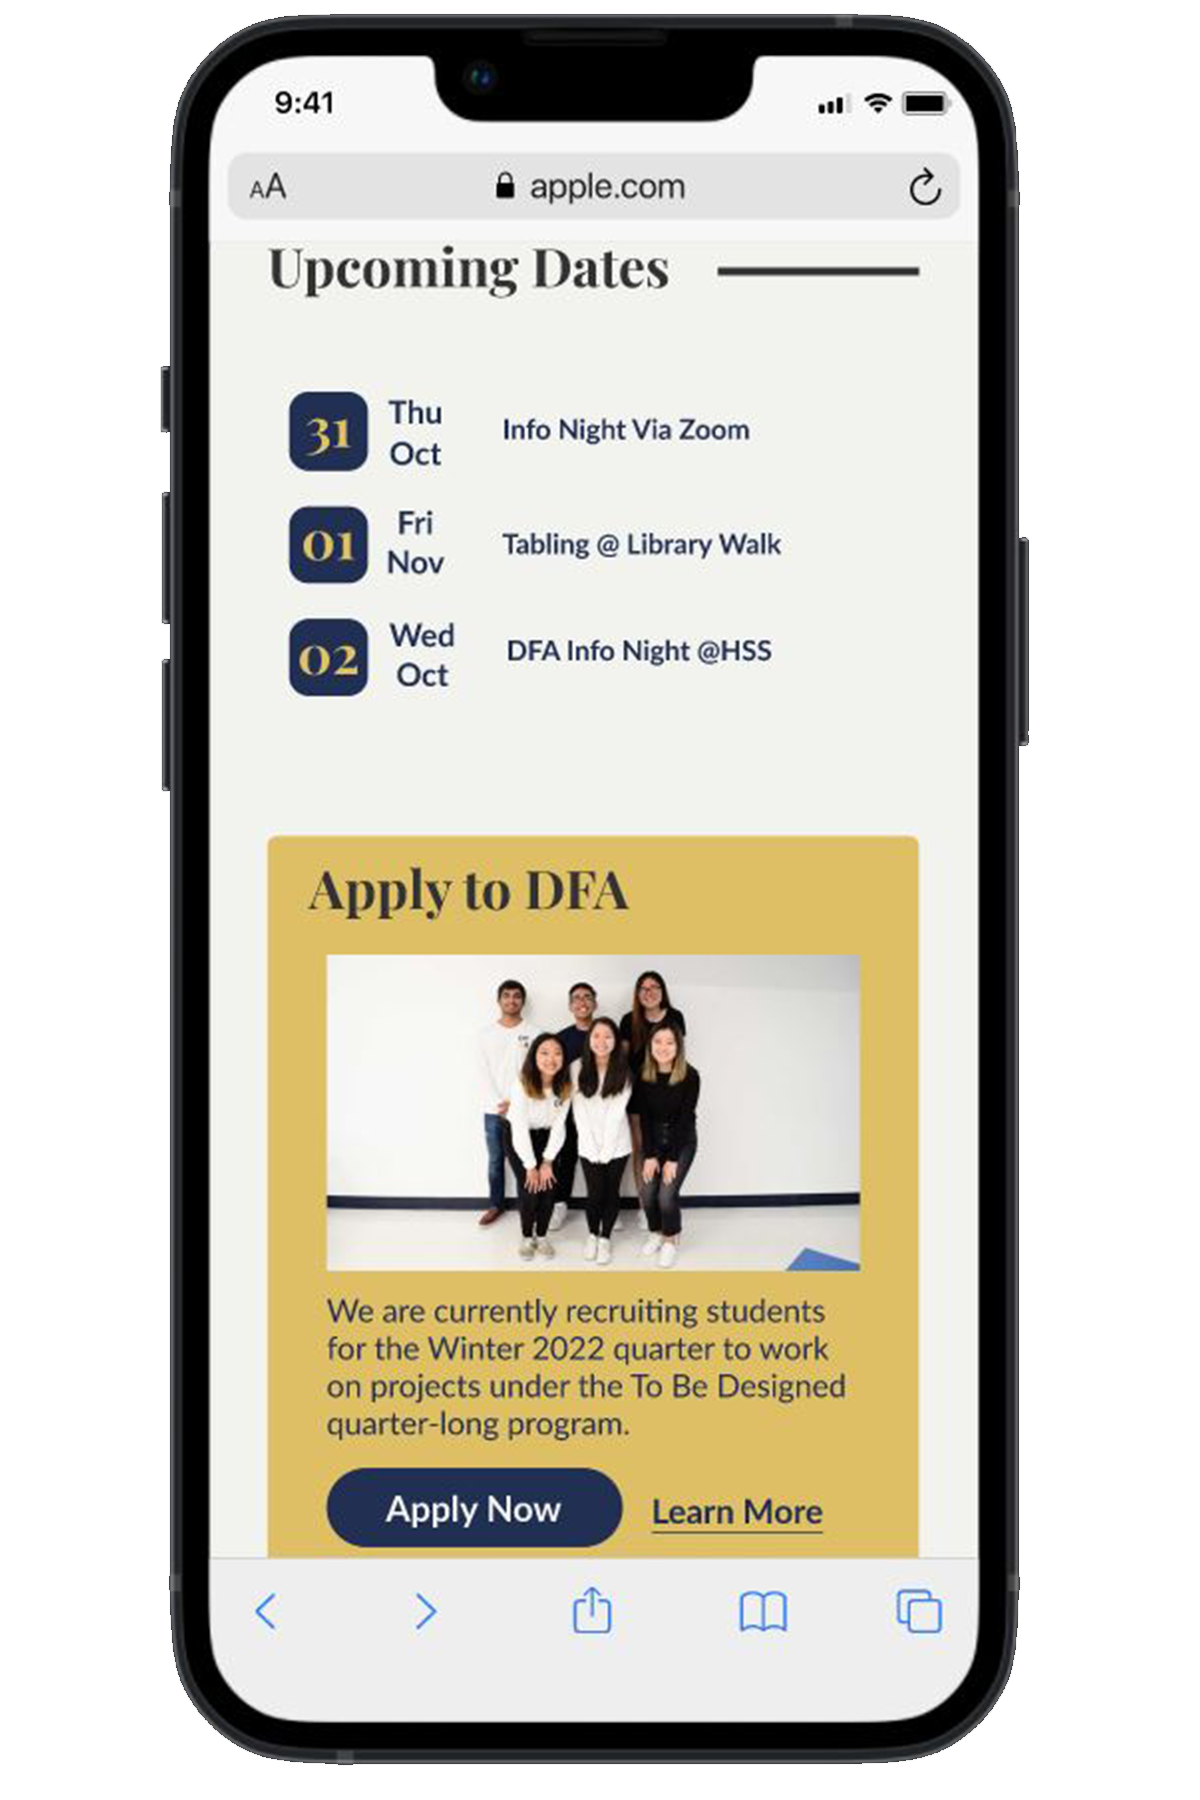 9:41
AA apple.com
Upcoming Dates
31 Thu Oct Info Night Via Zoom
01 Fri Nov Tabling @ Library Walk
02 Wed Oct DFA Info Night @HSS
Apply to DFA
We are currently recruiting students
for the Winter 2022 quarter to work
on projects under the To Be Designed
quarter-long program.
Apply Now Learn More